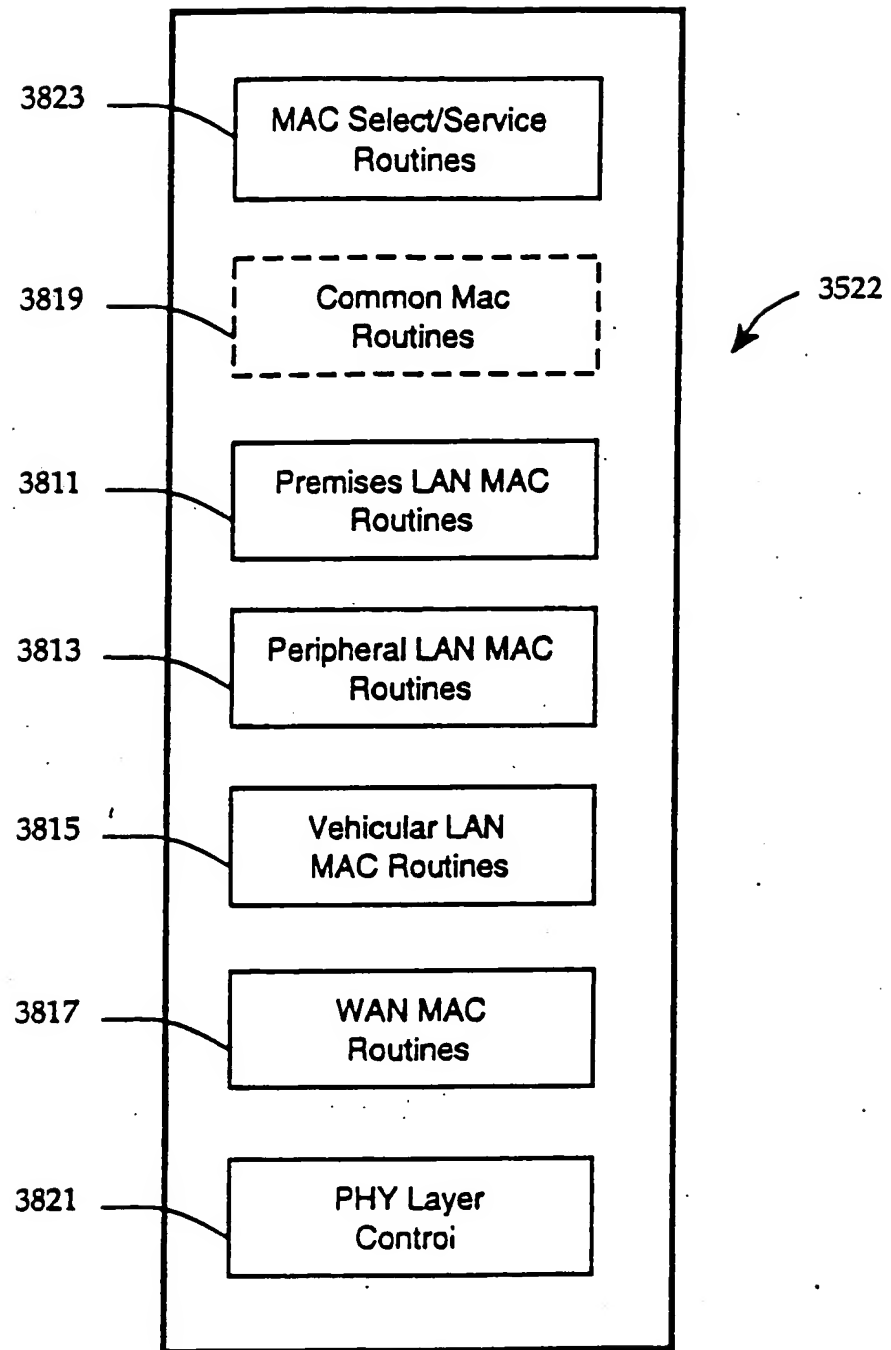 3823
MAC Select/Service
Routines
3819
Common Mac
Routines
3522
3811
Premises LAN MAC
Routines
3813
Peripheral LAN MAC
Routines
3815
Vehicular LAN
MAC Routines
3817
WAN MAC
Routines
3821
PHY Layer
Control